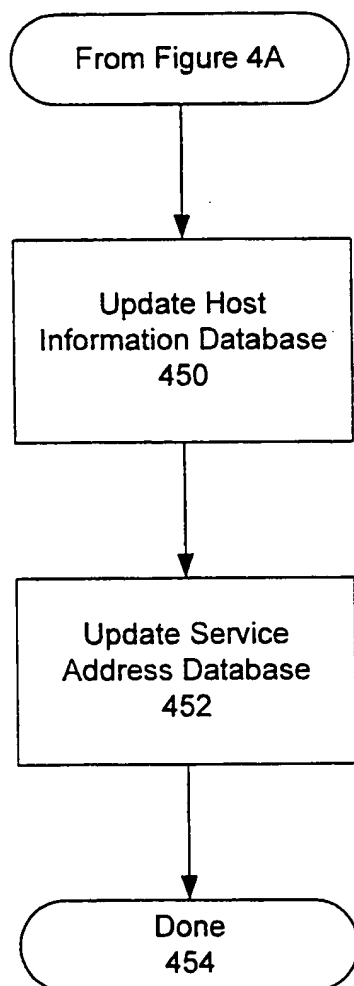 From Figure 4A
Update Host
Information Database
450
Update Service
Address Database
452
Done
454